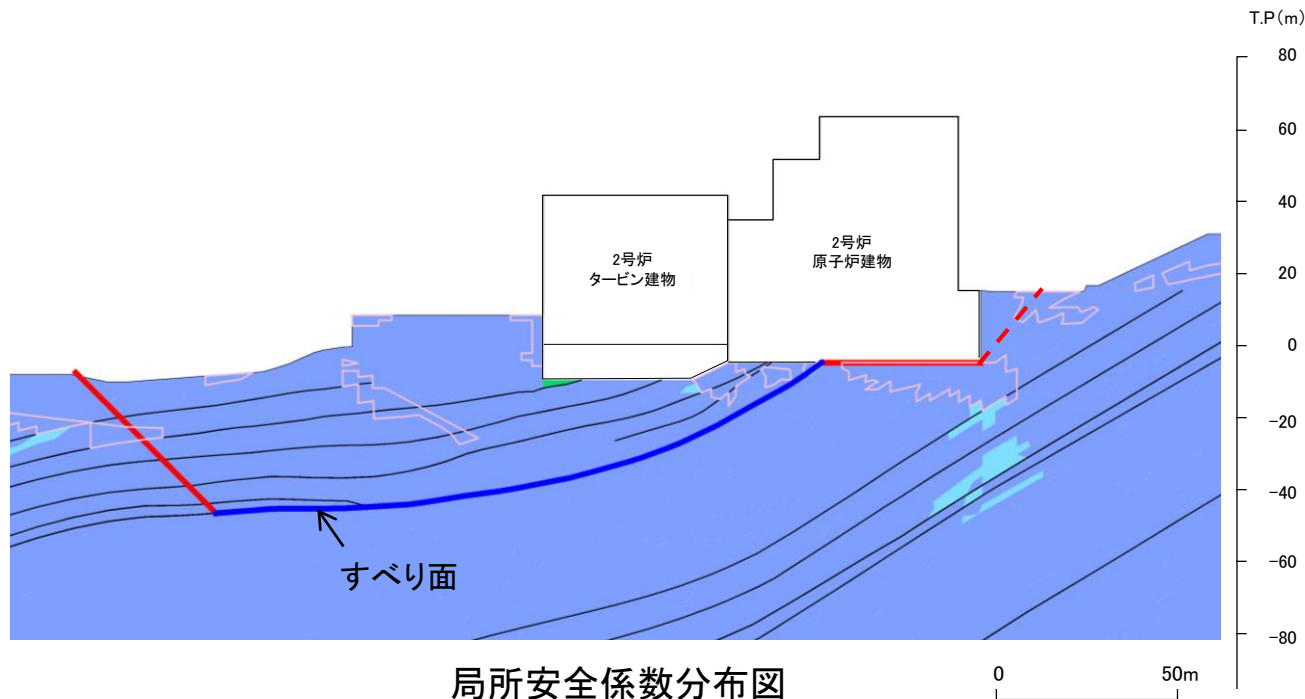 T.P(m)
80
60
40
20
0
-20
-40
-60
-80
2号炉
タービン建物
2号炉
原子炉建物
すべり面
局所安全係数分布図
0 50m